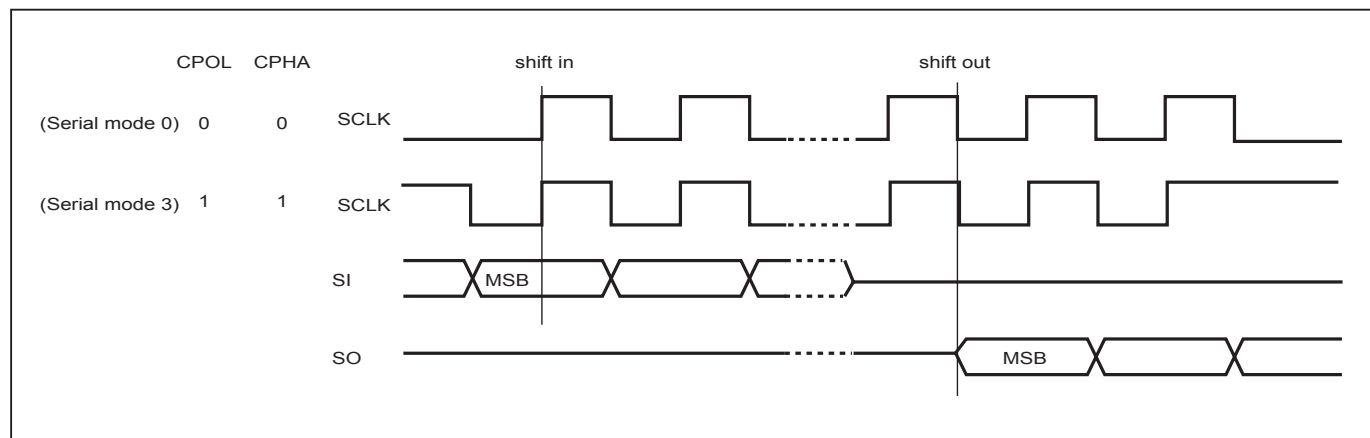 CPOL CPHA shift in shift out
(Serial mode 0) 0 0 SCLK
(Serial mode 3) 1 1 SCLK
SI MSB
SO MSB